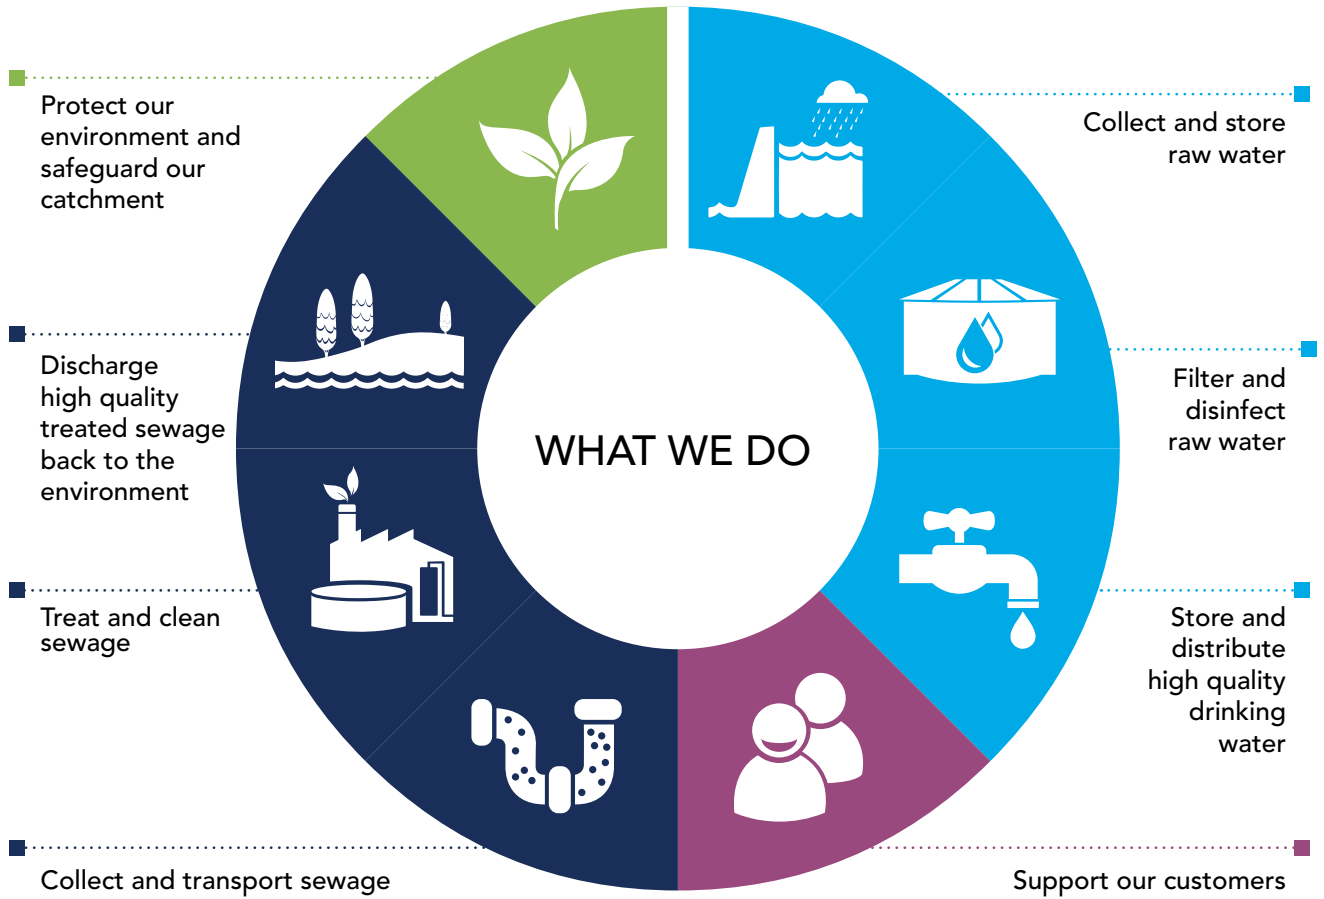 Protect our
environment and
safeguard our
catchment
Discharge
high quality
treated sewage
back to the
environment
Treat and clean
sewage
Collect and transport sewage
WHAT WE DO
Collect and store
raw water
Filter and
disinfect
raw water
Store and
distribute
high quality
drinking
water
Support our customers